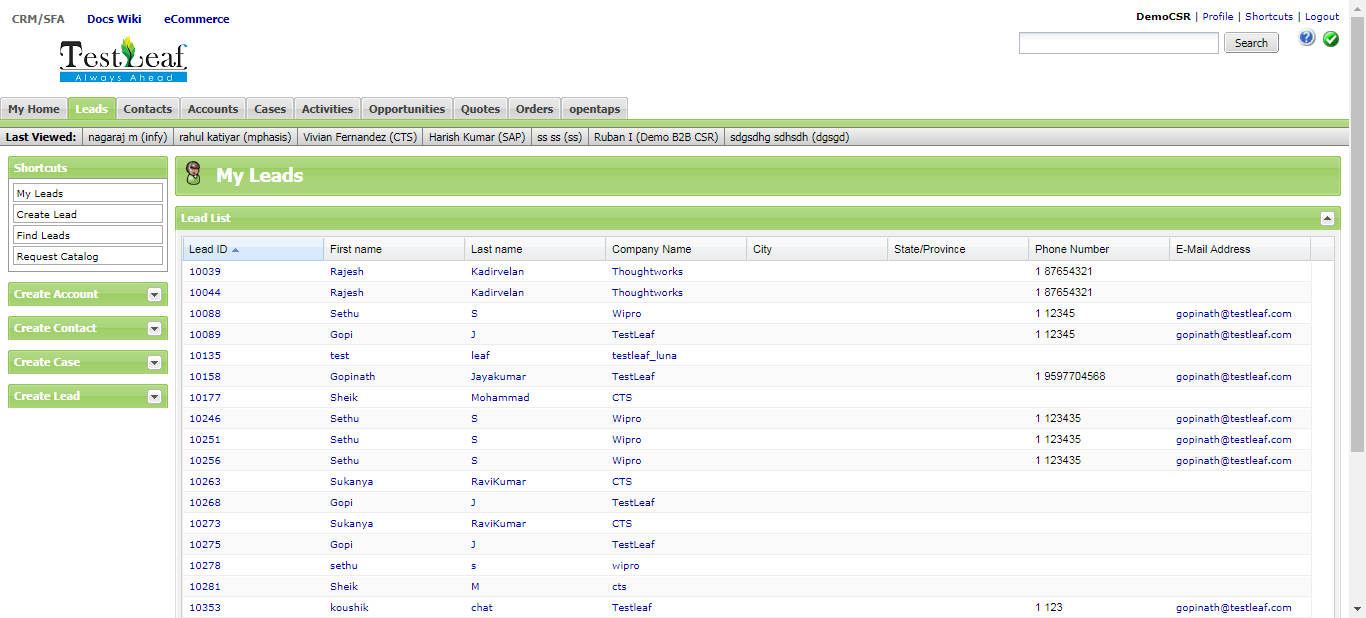 CRM/SFA Docs Wiki eCommerce
DemoCSR | Profile | Shortcuts | Logout
Search
TestLeaf
Always Ahead
My Home Leads Contacts Accounts Cases Activities Opportunities Quotes Orders opentaps
Last Viewed: nagaraj m (infy) rahul katiyar (mphasis) Vivian Fernandez (CTS) Harish Kumar (SAP) ss ss (ss) Ruban I (Demo B2B CSR) sdgsdhg sdhsdh (dgsgd)
Shortcuts
My Leads
Create Lead
Find Leads
Request Catalog
Create Account
Create Contact
Create Case
Create Lead
My Leads
Lead List
Lead ID First name Last name Company Name City State/Province Phone Number E-Mail Address
10039 Rajesh Kadirvelan Thoughtworks 1 87654321
10044 Rajesh Kadirvelan Thoughtworks 1 87654321
10088 Sethu S Wipro 1 12345 gopinath@testleaf.com
10089 Gopi J TestLeaf 1 12345 gopinath@testleaf.com
10135 test leaf testleaf_luna
10158 Gopinath Jayakumar TestLeaf 1 9597704568 gopinath@testleaf.com
10177 Sheik Mohammad CTS
10246 Sethu S Wipro 1 123435 gopinath@testleaf.com
10251 Sethu S Wipro 1 123435 gopinath@testleaf.com
10256 Sethu S Wipro 1 123435 gopinath@testleaf.com
10263 Sukanya RaviKumar CTS
10268 Gopi J TestLeaf
10273 Sukanya RaviKumar CTS
10275 Gopi J TestLeaf
10278 sethu s wipro
10281 Sheik M cts
10353 koushik chat Testleaf 1 123 gopinath@testleaf.com